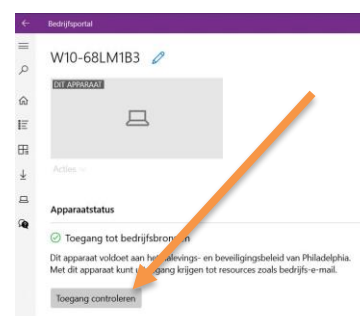 Bedrijfsportal
W10-68LM1B3
DIT APPARAAT
Acties
Apparaatstatus
Toegang tot
Dit apparaat voldoet aan en beveiligingsbeleid van Philadelphia.
Met dit apparaat kunt u krijgen tot resources zoals bedrijfs-e-mail.
Toegang controleren